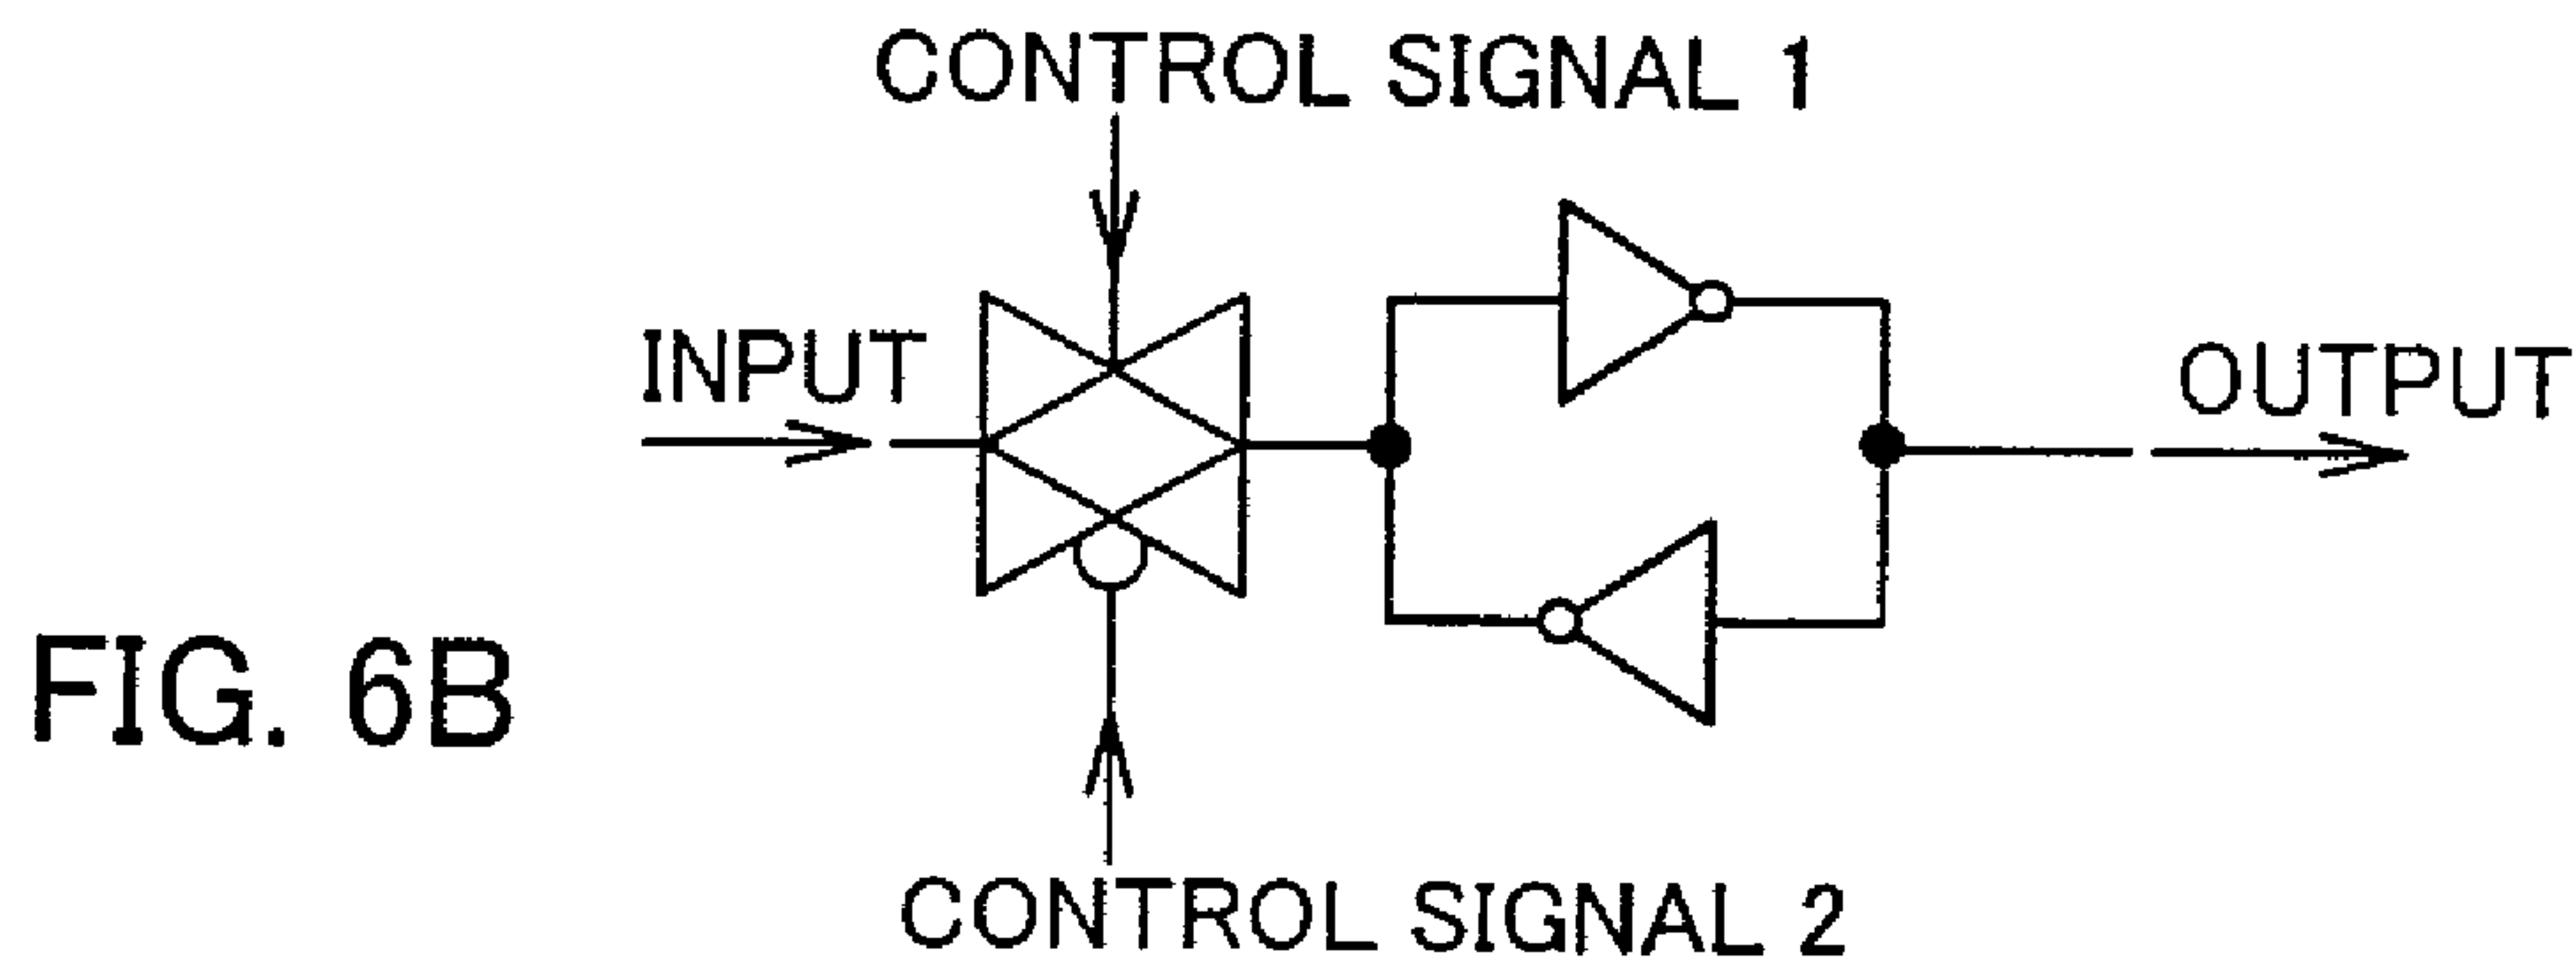 CONTROL SIGNAL 1
INPUT
OUTPUT
FIG. 6B
CONTROL SIGNAL 2